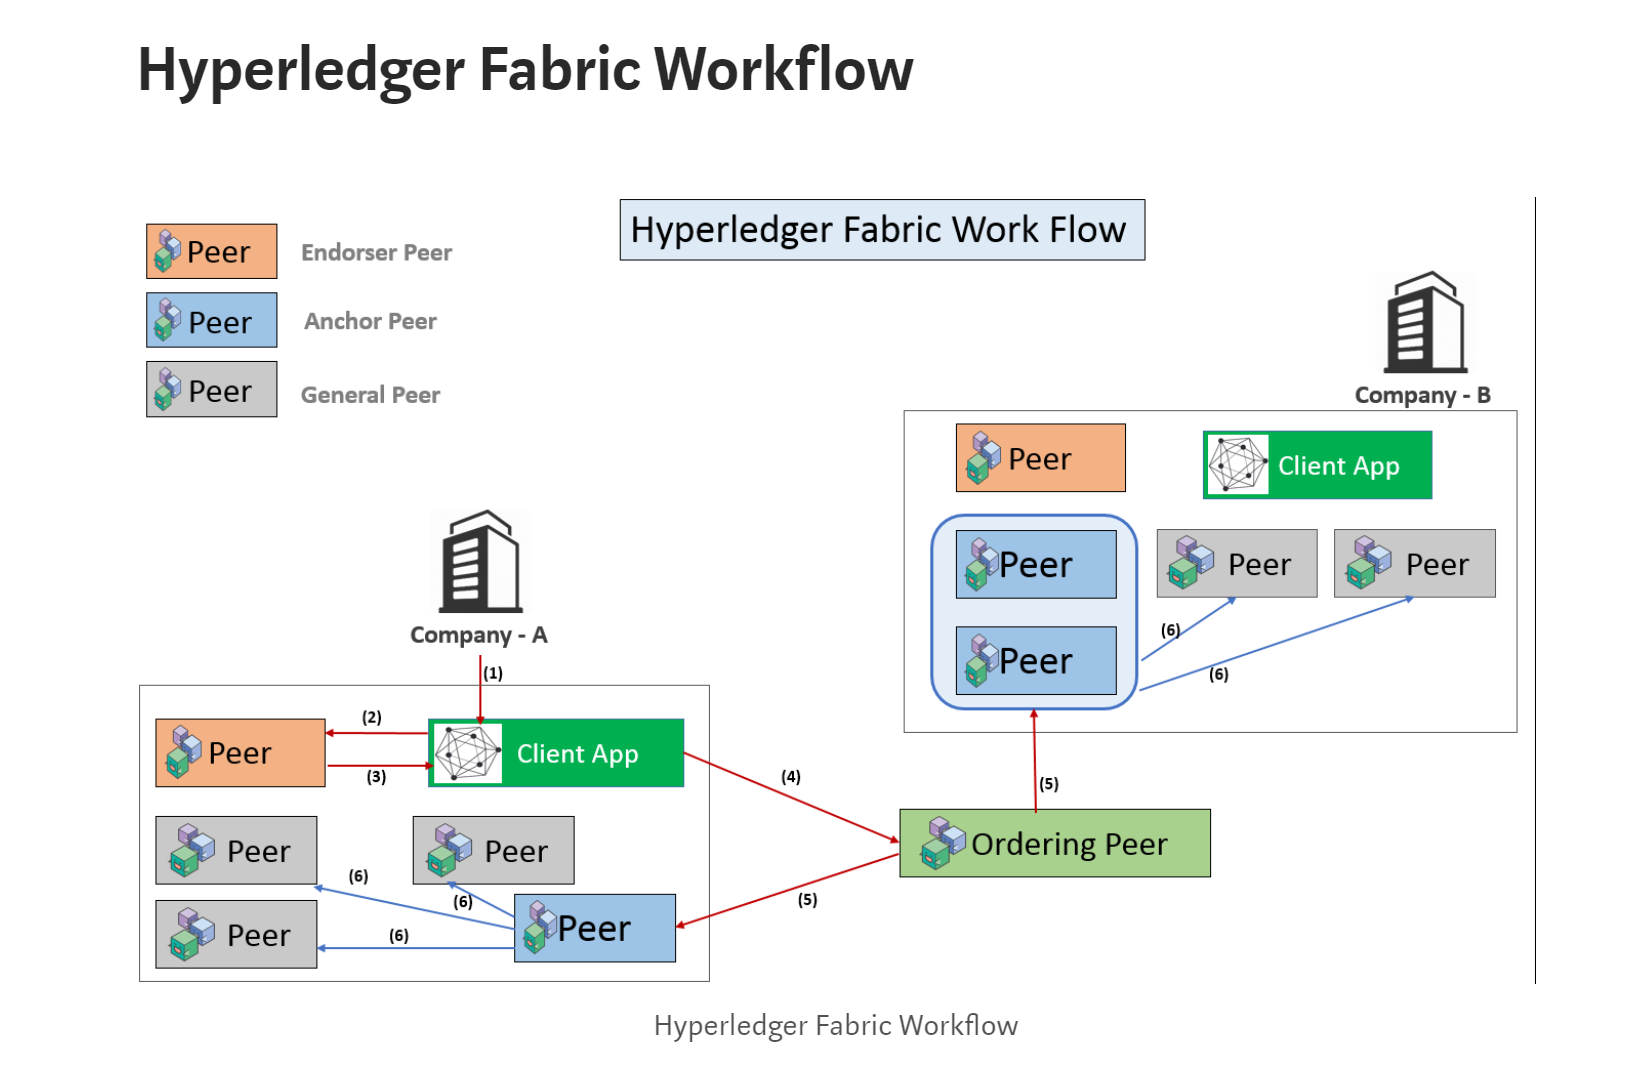 Hyperledger Fabric Workflow
Hyperledger Fabric Work Flow
Peer
Endorser Peer
Peer
Anchor Peer
Peer
General Peer
Company - B
Peer
Client App
Peer
Peer
Peer
Peer
(6)
(6)
Company - A
(1)
Peer
(2)
(3)
Client App
(4)
(5)
Ordering Peer
Peer
Peer
(6)
(6)
(5)
Peer
(6)
Peer
Hyperledger Fabric Workflow